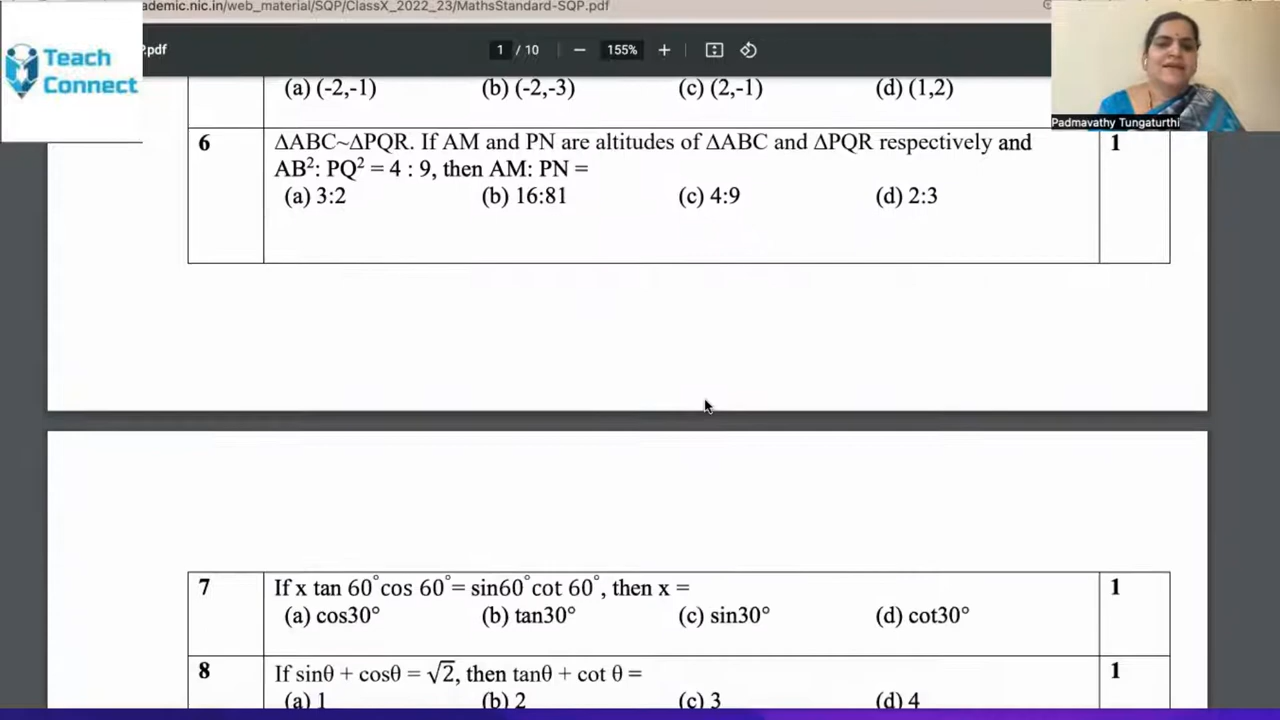 ademic.nic.in/web_material/SQP/ClassX_2022_23/MathsStandard-SQP.pdf
Teach
Connect
.pdf
1 / 10 − 155% +
(a) (-2,-1) (b) (-2,-3) (c) (2,-1) (d) (1,2)
Padmavathy Tungaturthi
6 ΔABC~ΔPQR. If AM and PN are altitudes of ΔABC and ΔPQR respectively and 1
AB²: PQ² = 4 : 9, then AM: PN =
(a) 3:2 (b) 16:81 (c) 4:9 (d) 2:3
7 If x tan 60°cos 60°= sin60°cot 60°, then x = 1
(a) cos30° (b) tan30° (c) sin30° (d) cot30°
8 If sinθ + cosθ = √2, then tanθ + cot θ = 1
(a) 1 (b) 2 (c) 3 (d) 4